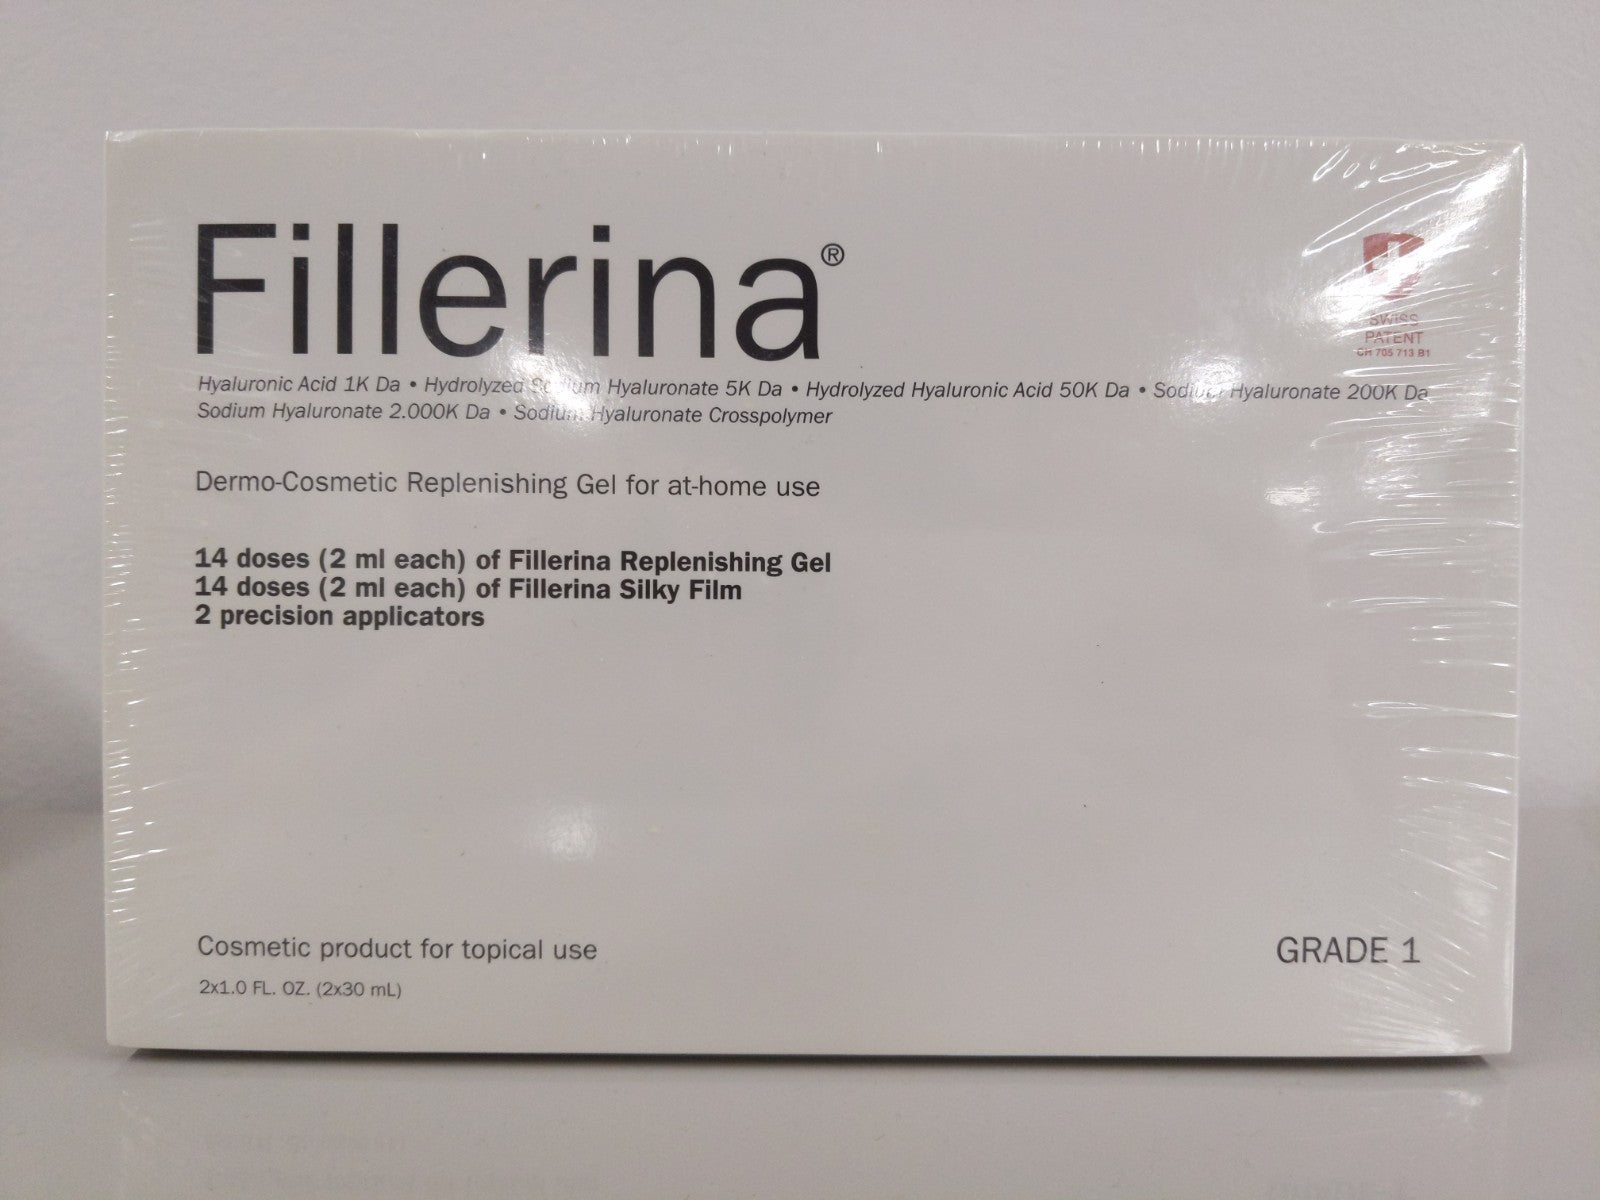 Fillerina®
SWISS
PATENT
CH 705 713 B1
Hyaluronic Acid 1K Da • Hydrolyzed Sodium Hyaluronate 5K Da • Hydrolyzed Hyaluronic Acid 50K Da • Sodium Hyaluronate 200K Da
Sodium Hyaluronate 2.000K Da • Sodium Hyaluronate Crosspolymer
Dermo-Cosmetic Replenishing Gel for at-home use
14 doses (2 ml each) of Fillerina Replenishing Gel
14 doses (2 ml each) of Fillerina Silky Film
2 precision applicators
Cosmetic product for topical use
GRADE 1
2x1.0 FL. OZ. (2x30 mL)